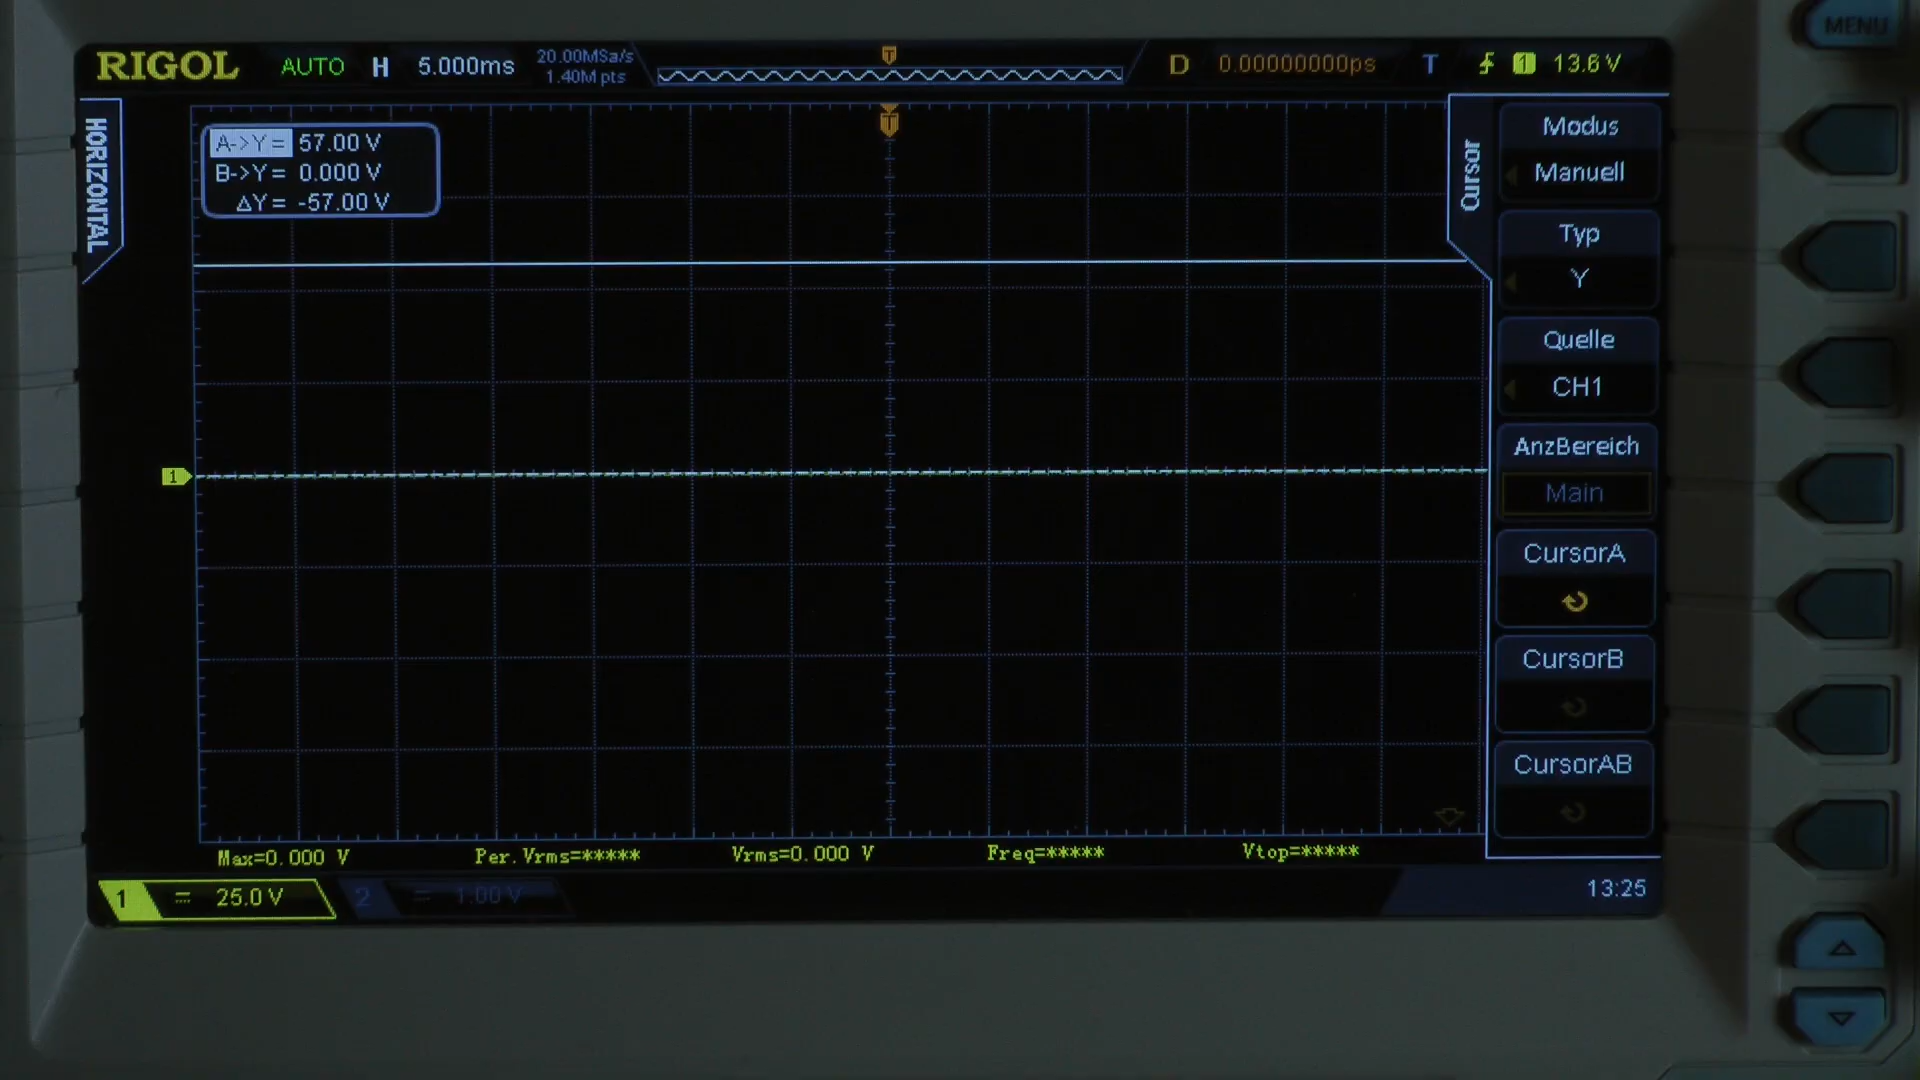 MENU
RIGOL AUTO H 5.000ms 20.00MSa/s 1.40M pts T D 0.00000000ps T 1 13.6 V
HORIZONTAL
T
A->Y= 57.00 V
B->Y= 0.000 V
ΔY= -57.00 V
Cursor
Modus
Manuell
Typ
Y
Quelle
CH1
AnzBereich
Main
CursorA
CursorB
CursorAB
1
Max=0.000 V Per.Vrms=***** Vrms=0.000 V Freq=***** Vtop=*****
1 25.0 V 2 1.00 V 13:25